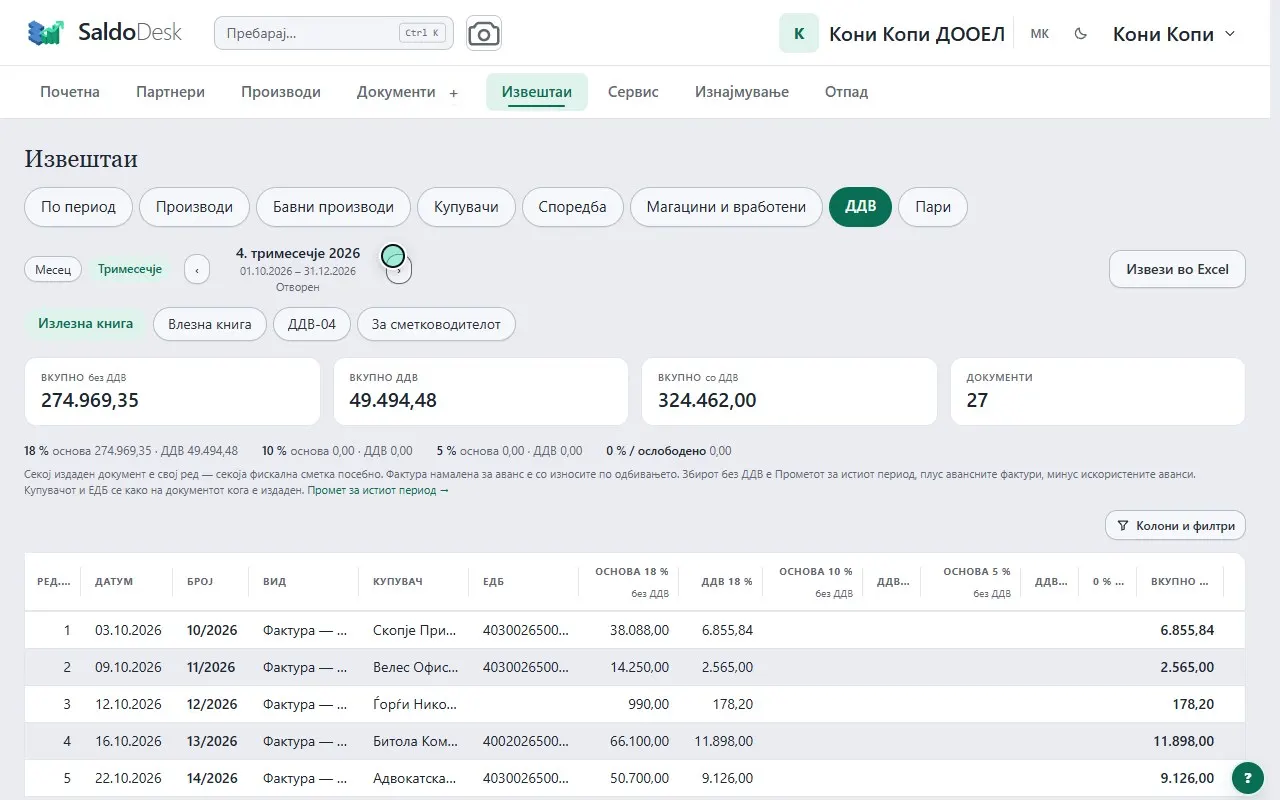 SaldoDesk
Пребарај... Ctrl K
К Кони Копи ДООЕЛ МК Кони Копи
Почетна Партнери Производи Документи + Извештаи Сервис Изнајмување Отпад
Извештаи
По период Производи Бавни производи Купувачи Споредба Магацини и вработени ДДВ Пари
Месец Тримесечје ‹ 4. тримесечје 2026 ›
01.10.2026 – 31.12.2026
Отворен
Извези во Excel
Излезна книга Влезна книга ДДВ-04 За сметководителот
ВКУПНО без ДДВ ВКУПНО ДДВ ВКУПНО со ДДВ ДОКУМЕНТИ
274.969,35 49.494,48 324.462,00 27
18 % основа 274.969,35 · ДДВ 49.494,48 10 % основа 0,00 · ДДВ 0,00 5 % основа 0,00 · ДДВ 0,00 0 % / ослободено 0,00
Секој издаден документ е свој ред — секоја фискална сметка посебно. Фактура намалена за аванс е со износите по одбивањето. Збирот без ДДВ е Прометот за истиот период, плус авансните фактури, минус искористените аванси.
Купувачот и ЕДБ се како на документот кога е издаден. Промет за истиот период →
Колони и филтри
РЕД.... ДАТУМ БРОЈ ВИД КУПУВАЧ ЕДБ ОСНОВА 18 % без ДДВ ДДВ 18 % ОСНОВА 10 % без ДДВ ДДВ... ОСНОВА 5 % без ДДВ ДДВ... 0 % ... ВКУПНО ...
1 03.10.2026 10/2026 Фактура — ... Скопје При... 4030026500... 38.088,00 6.855,84 6.855,84
2 09.10.2026 11/2026 Фактура — ... Велес Офис... 4030026500... 14.250,00 2.565,00 2.565,00
3 12.10.2026 12/2026 Фактура — ... Ѓорѓи Нико... 990,00 178,20 178,20
4 16.10.2026 13/2026 Фактура — ... Битола Ком... 4002026500... 66.100,00 11.898,00 11.898,00
5 22.10.2026 14/2026 Фактура — ... Адвокатска... 4030026500... 50.700,00 9.126,00 9.126,00
?